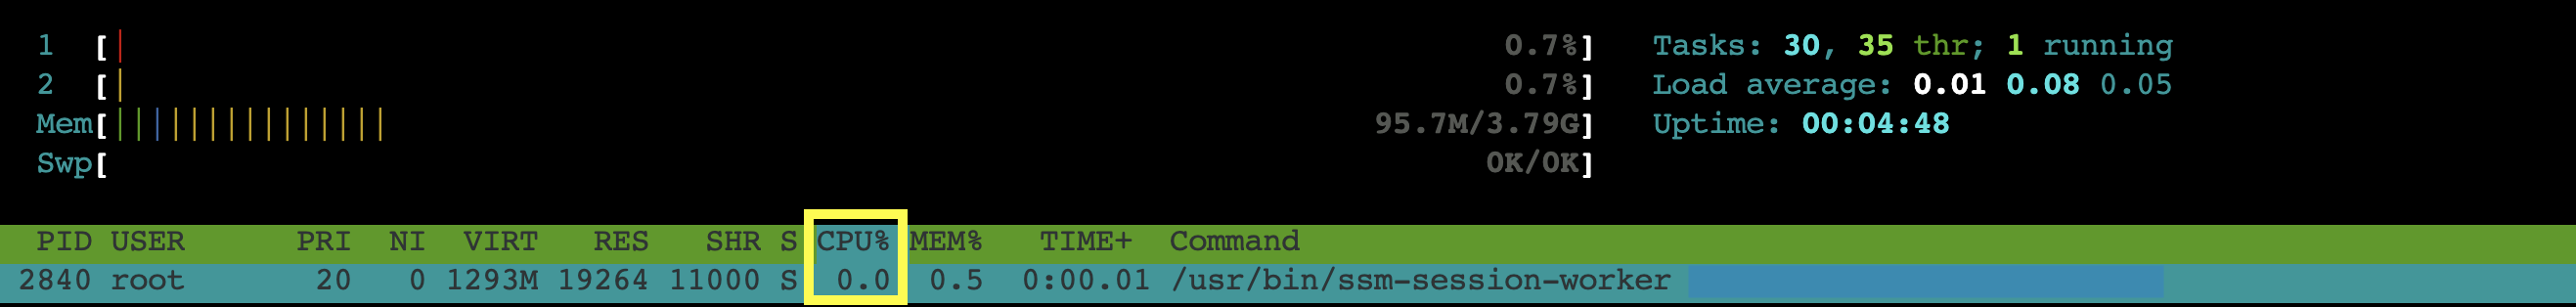 1 [| 0.7%] Tasks: 30, 35 thr; 1 running
2 [| 0.7%] Load average: 0.01 0.08 0.05
Mem[||||||||||||||| 95.7M/3.79G] Uptime: 00:04:48
Swp[ 0K/0K]
PID USER PRI NI VIRT RES SHR S CPU% MEM% TIME+ Command
2840 root 20 0 1293M 19264 11000 S 0.0 0.5 0:00.01 /usr/bin/ssm-session-worker